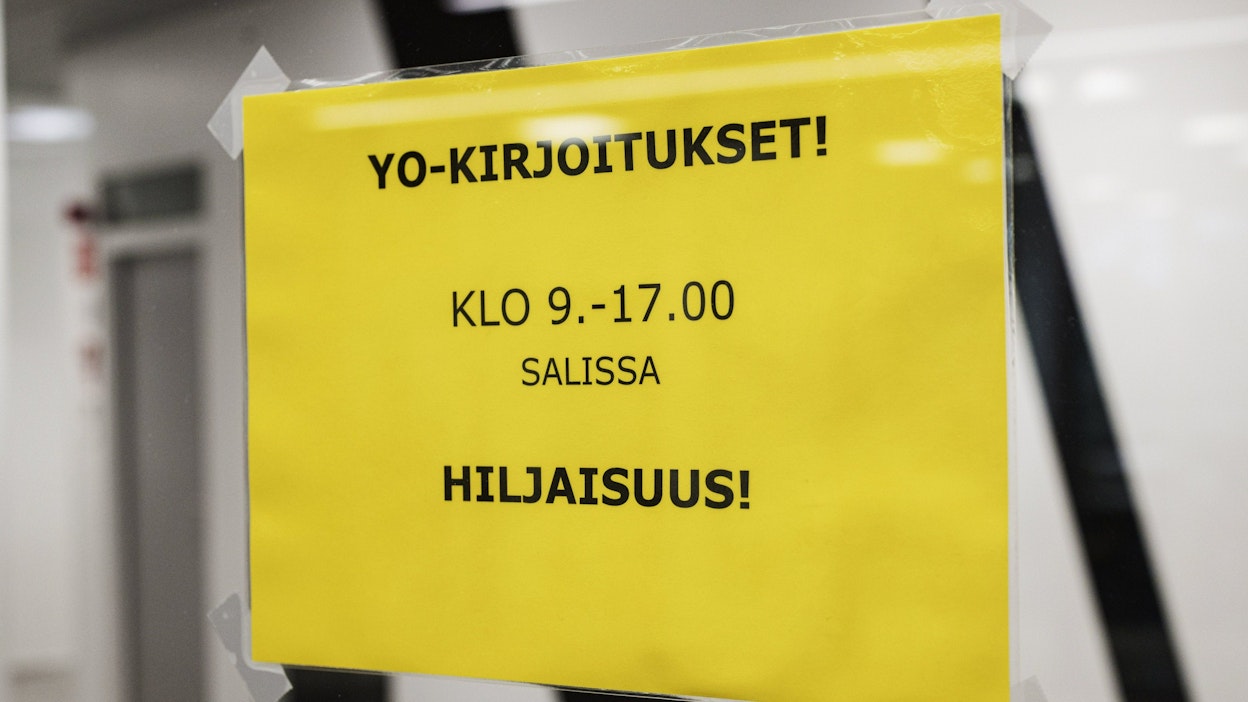 YO-KIRJOITUKSET!
KLO 9.-17.00
SALISSA
HILJAISUUS!